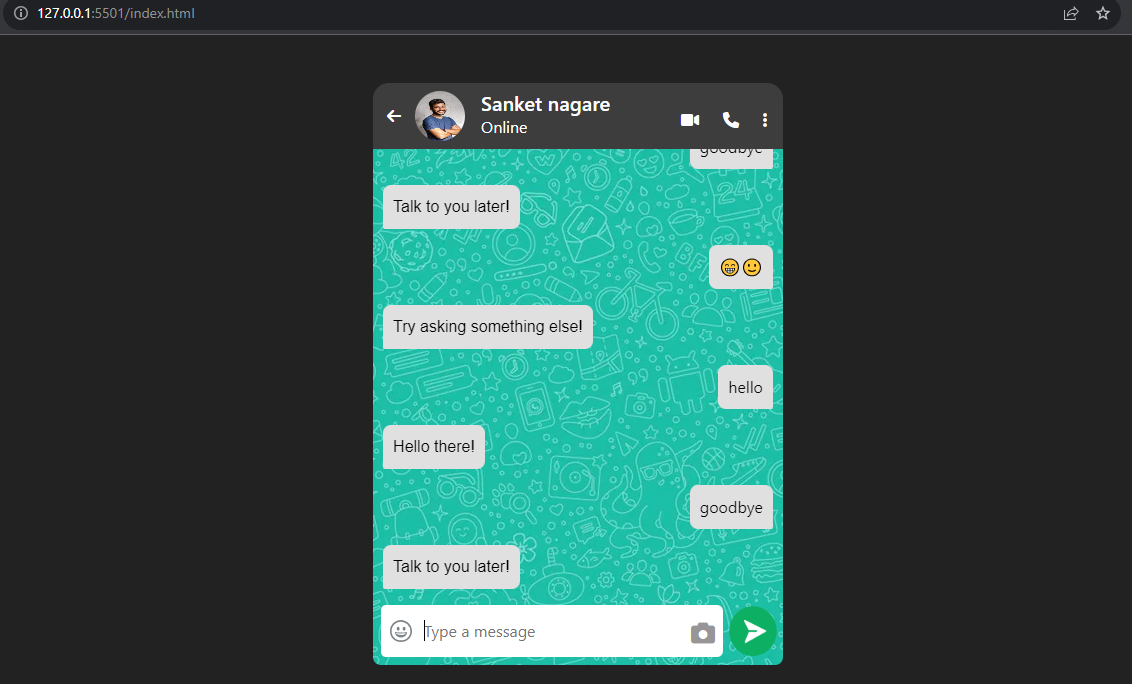 127.0.0.1:5501/index.html
Sanket nagare
Online
goodbye
Talk to you later!
😁🙂
Try asking something else!
hello
Hello there!
goodbye
Talk to you later!
Type a message